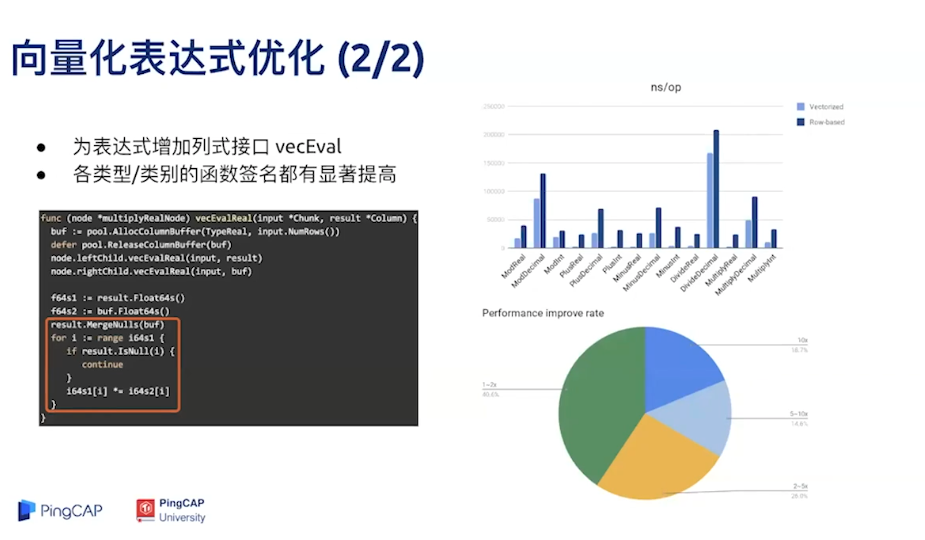 向量化表达式优化 (2/2)
● 为表达式增加列式接口 vecEval
● 各类型/类别的函数签名都有显著提高
func (node *multiplyRealNode) vecEvalReal(input *Chunk, result *Column) {
buf := pool.AllocColumnBuffer(TypeReal, input.NumRows())
defer pool.ReleaseColumnBuffer(buf)
node.leftChild.vecEvalReal(input, result)
node.rightChild.vecEvalReal(input, buf)
f64s1 := result.Float64s()
f64s2 := buf.Float64s()
result.MergeNulls(buf)
for i := range i64s1 {
if result.IsNull(i) {
continue
}
i64s1[i] *= i64s2[i]
}
}
ns/op
250000
200000
150000
100000
50000
0
Vectorized
Row-based
ModReal
ModDecimal
ModInt
PlusReal
PlusDecimal
PlusInt
MinusReal
MinusDecimal
MinusInt
DivideReal
DivideDecimal
MultiplyReal
MultiplyDecimal
MultiplyInt
Performance improve rate
10x
18.7%
5~10x
14.6%
2~5x
1~2x
40.6%
PingCAP
PingCAP
University